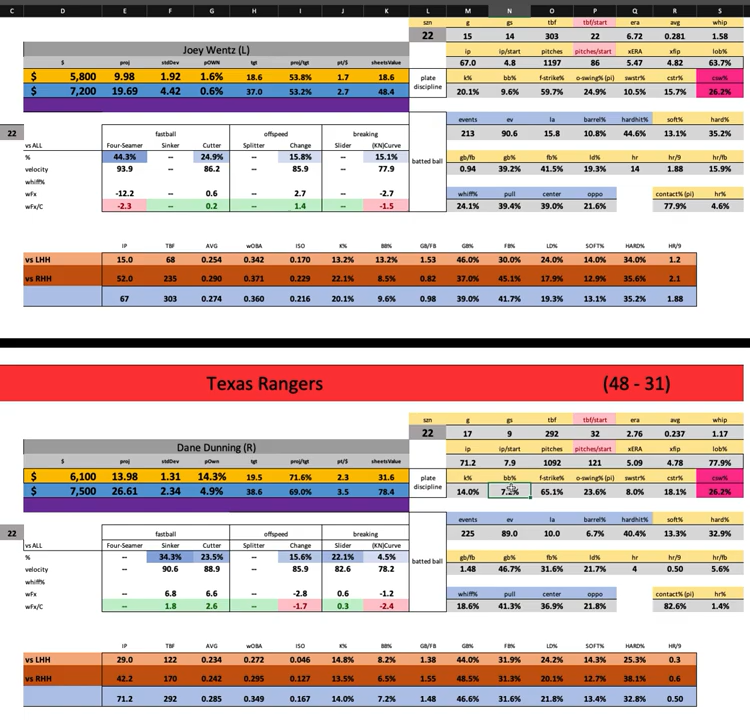 C D E F G H I J K L M N O P Q R S
szn g gs tbf tbf/start era avg whip
22 15 14 303 22 6.72 0.281 1.58
Joey Wentz (L) ip ip/start pitches pitches/start xERA xfip lob%
$ proj stdDev pOWN tgt proj/tgt pt/$ sheetsValue 67.0 4.8 1197 86 5.47 4.82 63.7%
$ 5,800 9.98 1.92 1.6% 18.6 53.8% 1.7 18.6 plate discipline k% bb% f-strike% o-swing% (pi) swstr% cstr% csw%
$ 7,200 19.69 4.42 0.6% 37.0 53.2% 2.7 48.4 20.1% 9.6% 59.7% 24.9% 10.5% 15.7% 26.2%
events ev la barrel% hardhit% soft% hard%
22 fastball offspeed breaking 213 90.6 15.8 10.8% 44.6% 13.1% 35.2%
vs ALL Four-Seamer Sinker Cutter Splitter Change Slider (KN)Curve batted ball
% 44.3% -- 24.9% -- 15.8% -- 15.1% gb/fb gb% fb% ld% hr hr/9 hr/fb
velocity 93.9 86.2 -- 85.9 77.9 0.94 39.2% 41.5% 19.3% 14 1.88 15.9%
whiff%
wFx -12.2 0.6 2.7 -2.7 whiff% pull center oppo contact% (pi) hr%
wFx/C -2.3 -- 0.2 -- 1.4 -- -1.5 24.1% 39.4% 39.0% 21.6% 77.9% 4.6%
IP TBF AVG wOBA ISO K% BB% GB/FB GB% FB% LD% SOFT% HARD% HR/9
vs LHH 15.0 68 0.254 0.342 0.170 13.2% 13.2% 1.53 46.0% 30.0% 24.0% 14.0% 34.0% 1.2
vs RHH 52.0 235 0.290 0.371 0.229 22.1% 8.5% 0.82 37.0% 45.1% 17.9% 12.9% 35.6% 2.1
67 303 0.274 0.360 0.216 20.1% 9.6% 0.98 39.0% 41.7% 19.3% 13.1% 35.2% 1.88
Texas Rangers (48 - 31)
szn g gs tbf tbf/start era avg whip
22 17 9 292 32 2.76 0.237 1.17
Dane Dunning (R) ip ip/start pitches pitches/start xERA xfip lob%
$ proj stdDev pOwn tgt proj/tgt pt/$ sheetsValue 71.2 7.9 1092 121 5.09 4.78 77.9%
$ 6,100 13.98 1.31 14.3% 19.5 71.6% 2.3 31.6 plate discipline k% bb% f-strike% o-swing% (pi) swstr% cstr% csw%
$ 7,500 26.61 2.34 4.9% 38.6 69.0% 3.5 78.4 14.0% 7.2% 65.1% 23.6% 8.0% 18.1% 26.2%
events ev la barrel% hardhit% soft% hard%
22 fastball offspeed breaking 225 89.0 10.0 6.7% 40.4% 13.3% 32.9%
vs ALL Four-Seamer Sinker Cutter Splitter Change Slider (KN)Curve batted ball
% -- 34.3% 23.5% -- 15.6% 22.1% 4.5% gb/fb gb% fb% ld% hr hr/9 hr/fb
velocity 90.6 88.9 -- 85.9 82.6 78.2 1.48 46.7% 31.6% 21.7% 4 0.50 5.6%
whiff%
wFx 6.8 6.6 -2.8 0.6 -1.2 whiff% pull center oppo contact% (pi) hr%
wFx/C -- 1.8 2.6 -- -1.7 0.3 -2.4 18.6% 41.3% 36.9% 21.8% 82.6% 1.4%
IP TBF AVG wOBA ISO K% BB% GB/FB GB% FB% LD% SOFT% HARD% HR/9
vs LHH 29.0 122 0.234 0.272 0.046 14.8% 8.2% 1.38 44.0% 31.9% 24.2% 14.3% 25.3% 0.3
vs RHH 42.2 170 0.242 0.295 0.127 13.5% 6.5% 1.55 48.5% 31.3% 20.1% 12.7% 38.1% 0.6
71.2 292 0.285 0.349 0.167 14.0% 7.2% 1.48 46.6% 31.6% 21.8% 13.4% 32.8% 0.50